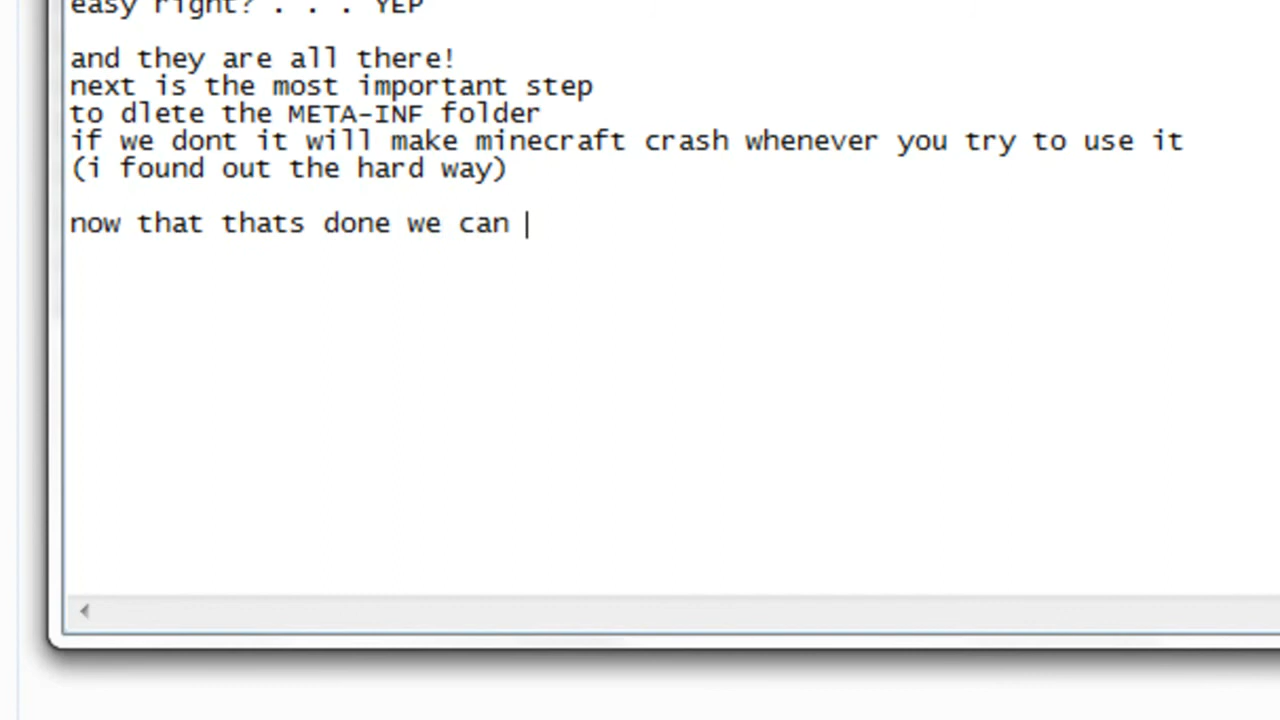 easy right? . . . YEP
and they are all there!
next is the most important step
to dlete the META-INF folder
if we dont it will make minecraft crash whenever you try to use it
(i found out the hard way)
now that thats done we can